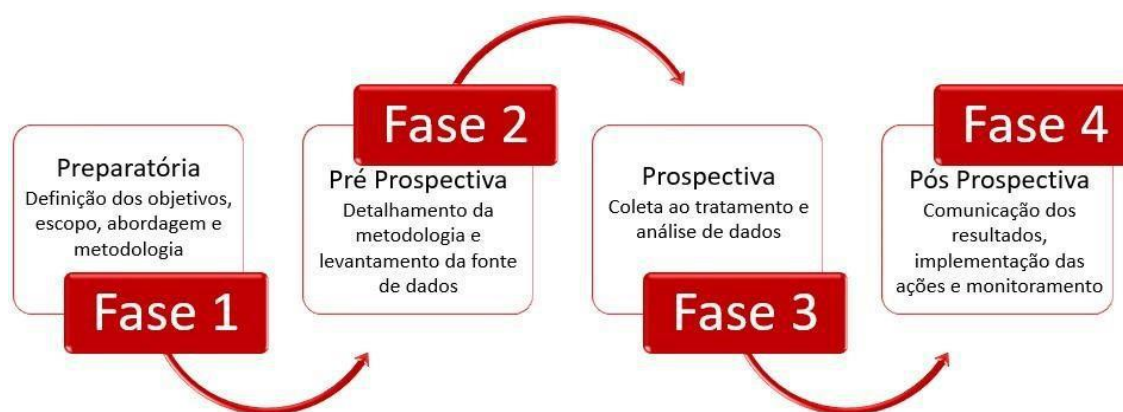 Preparatória
Definição dos objetivos,
escopo, abordagem e
metodologia
Fase 1
Fase 2
Pré Prospectiva
Detalhamento da
metodologia e
levantamento da fonte
de dados
Prospectiva
Coleta ao tratamento e
análise de dados
Fase 3
Fase 4
Pós Prospectiva
Comunicação dos
resultados,
implementação das
ações e monitoramento